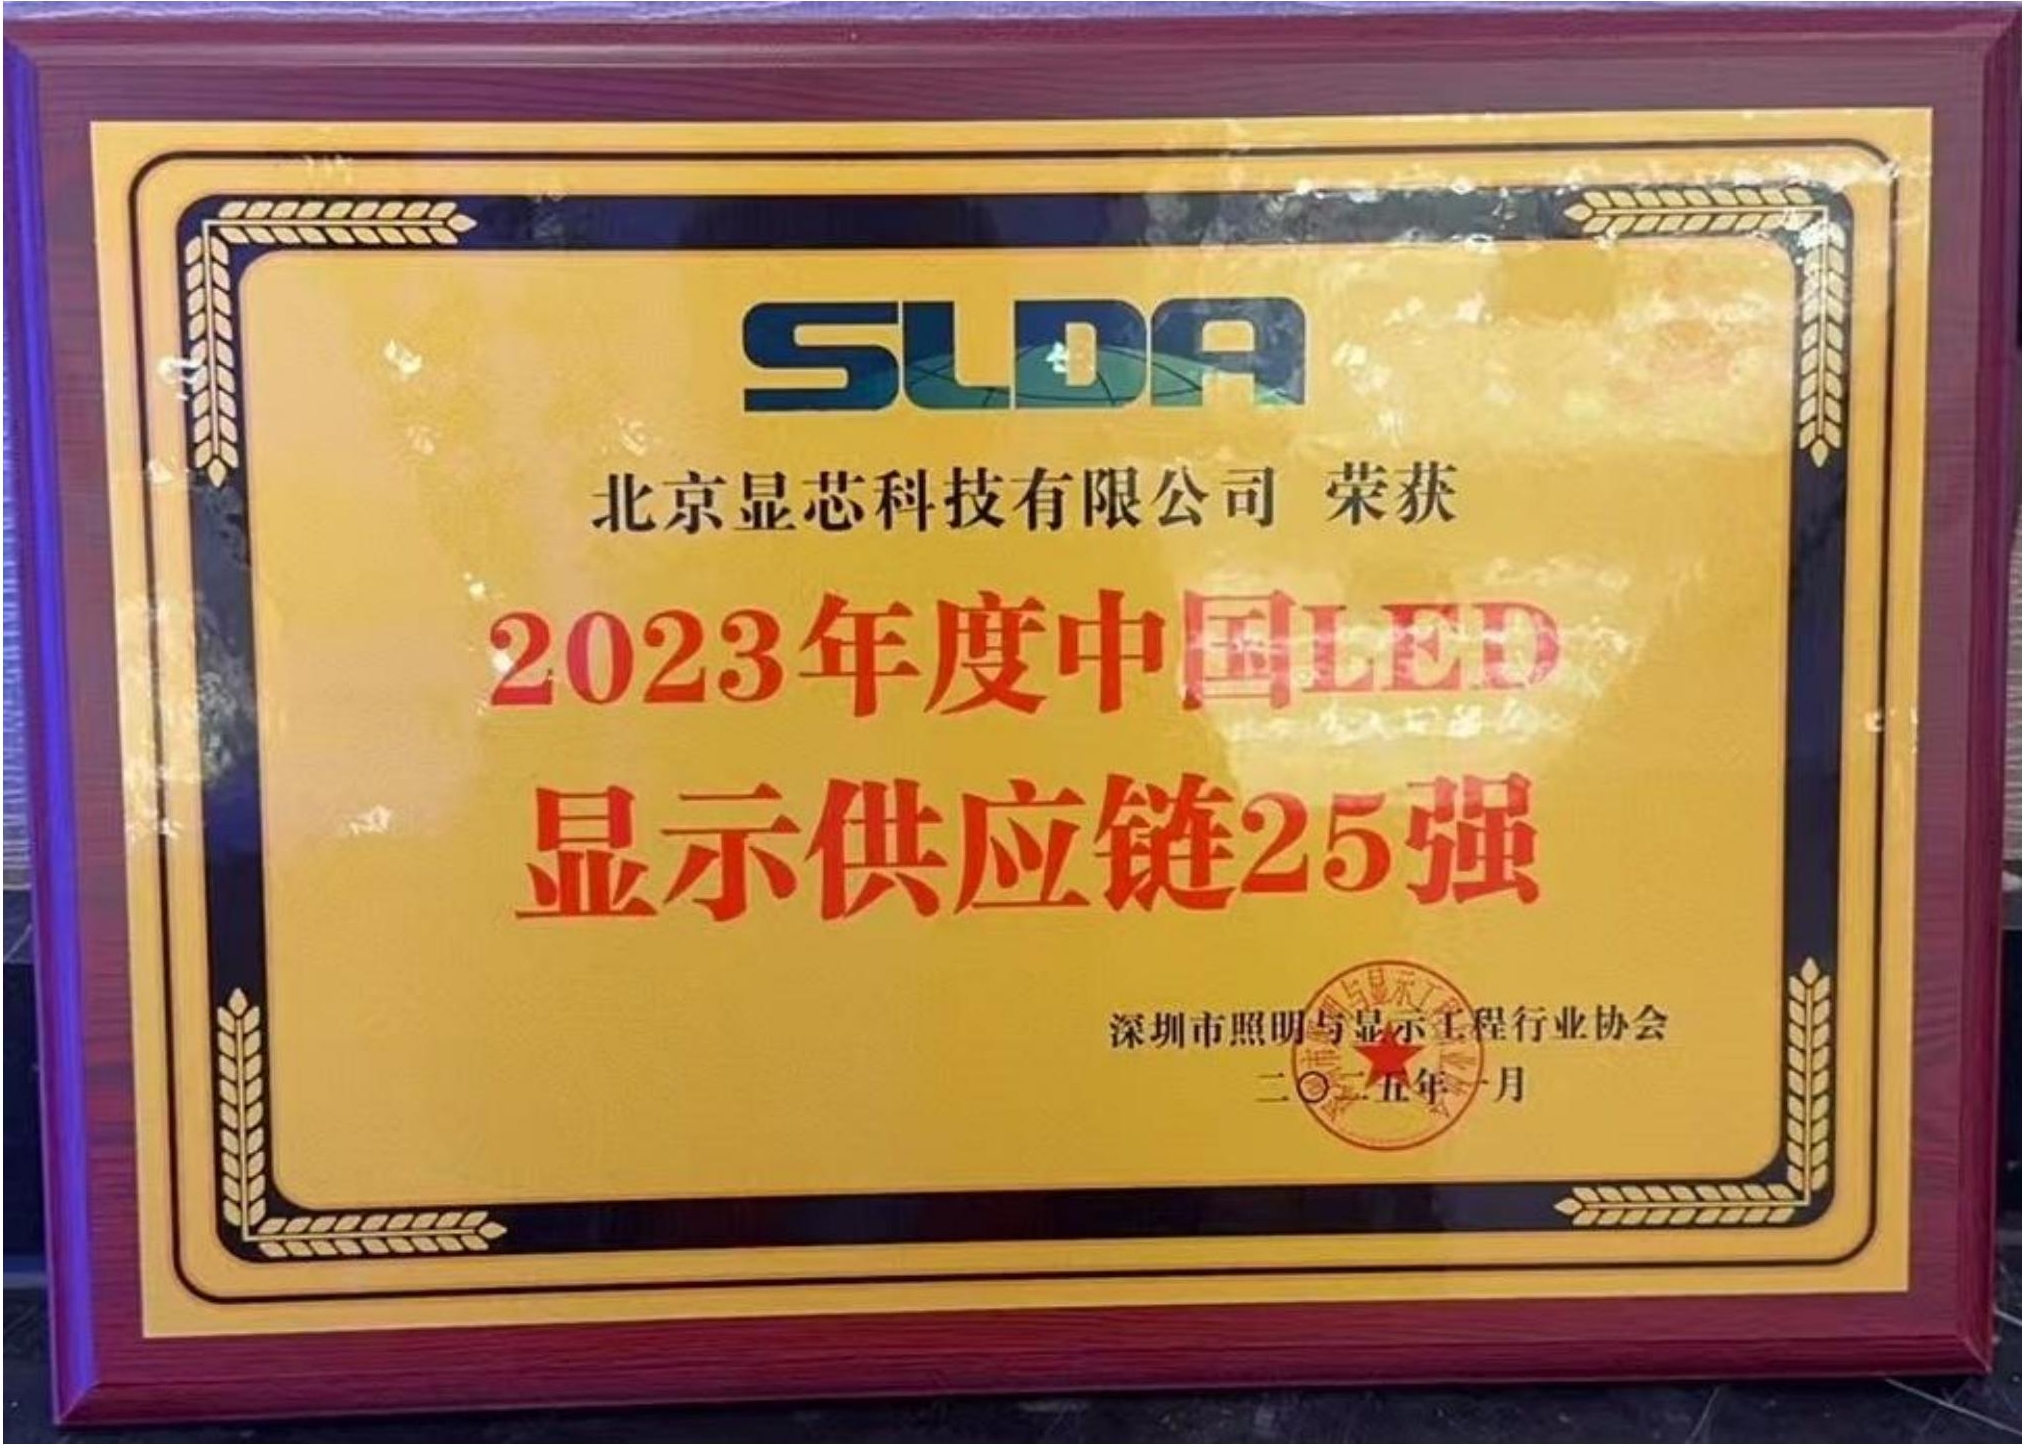 SLDA
北京显芯科技有限公司 荣获
2023年度中国LED
显示供应链25强
深圳市照明与显示工程行业协会
二〇二五年一月